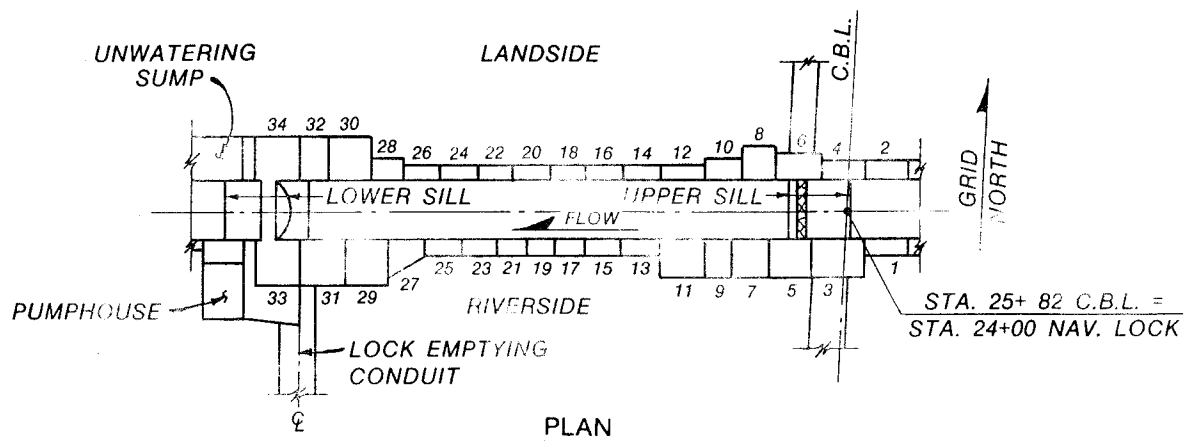 UNWATERING
SUMP
LANDSIDE
C.B.L.
GRID
NORTH
34 32 30 28 26 24 22 20 18 16 14 12 10 8 6 4 2
LOWER SILL
UPPER SILL
FLOW
33 31 29 27 25 23 21 19 17 15 13 11 9 7 5 3 1
PUMPHOUSE
RIVERSIDE
STA. 25+ 82 C.B.L. =
STA. 24+00 NAV. LOCK
LOCK EMPTYING
CONDUIT
℄
PLAN